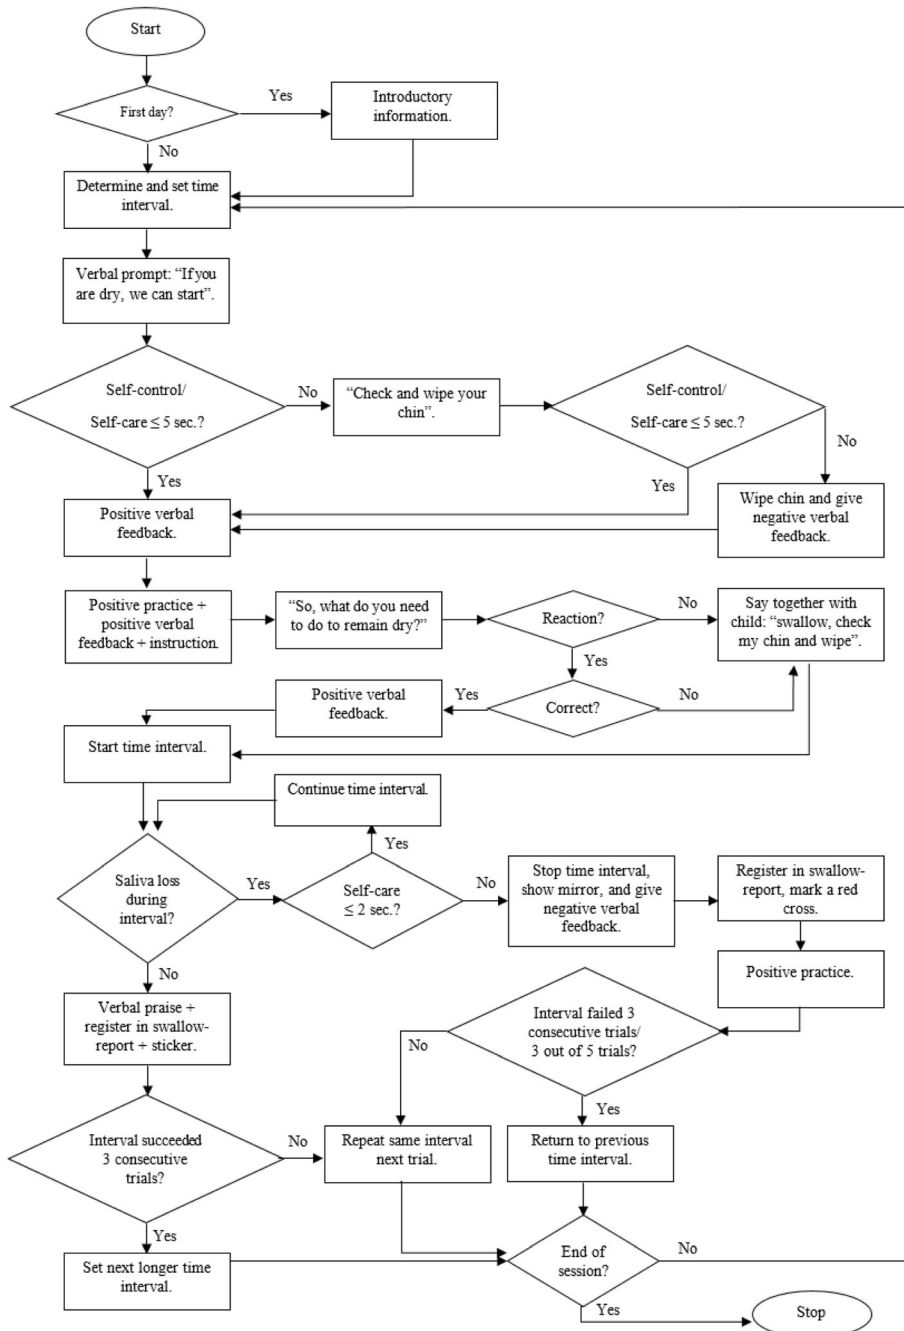 Start
First day?
Yes
Introductory
information.
No
Determine and set time
interval.
Verbal prompt: “If you
are dry, we can start”.
Self-control/
Self-care ≤ 5 sec.?
No
“Check and wipe your
chin”.
Self-control/
Self-care ≤ 5 sec.?
No
Yes
Yes
Positive verbal
feedback.
Wipe chin and give
negative verbal
feedback.
Positive practice +
positive verbal
feedback + instruction.
“So, what do you need
to do to remain dry?”
Reaction?
No
Say together with
child: “swallow, check
my chin and wipe”.
Yes
Positive verbal
feedback.
Yes
Correct?
No
Start time interval.
Continue time interval.
Yes
Saliva loss
during
interval?
Yes
Self-care
≤ 2 sec.?
No
Stop time interval,
show mirror, and give
negative verbal
feedback.
Register in swallow-
report, mark a red
cross.
No
Positive practice.
Verbal praise +
register in swallow-
report + sticker.
Interval failed 3
consecutive trials/
3 out of 5 trials?
No
Yes
Interval succeeded
3 consecutive
trials?
No
Repeat same interval
next trial.
Return to previous
time interval.
Yes
Set next longer time
interval.
End of
session?
No
Yes
Stop